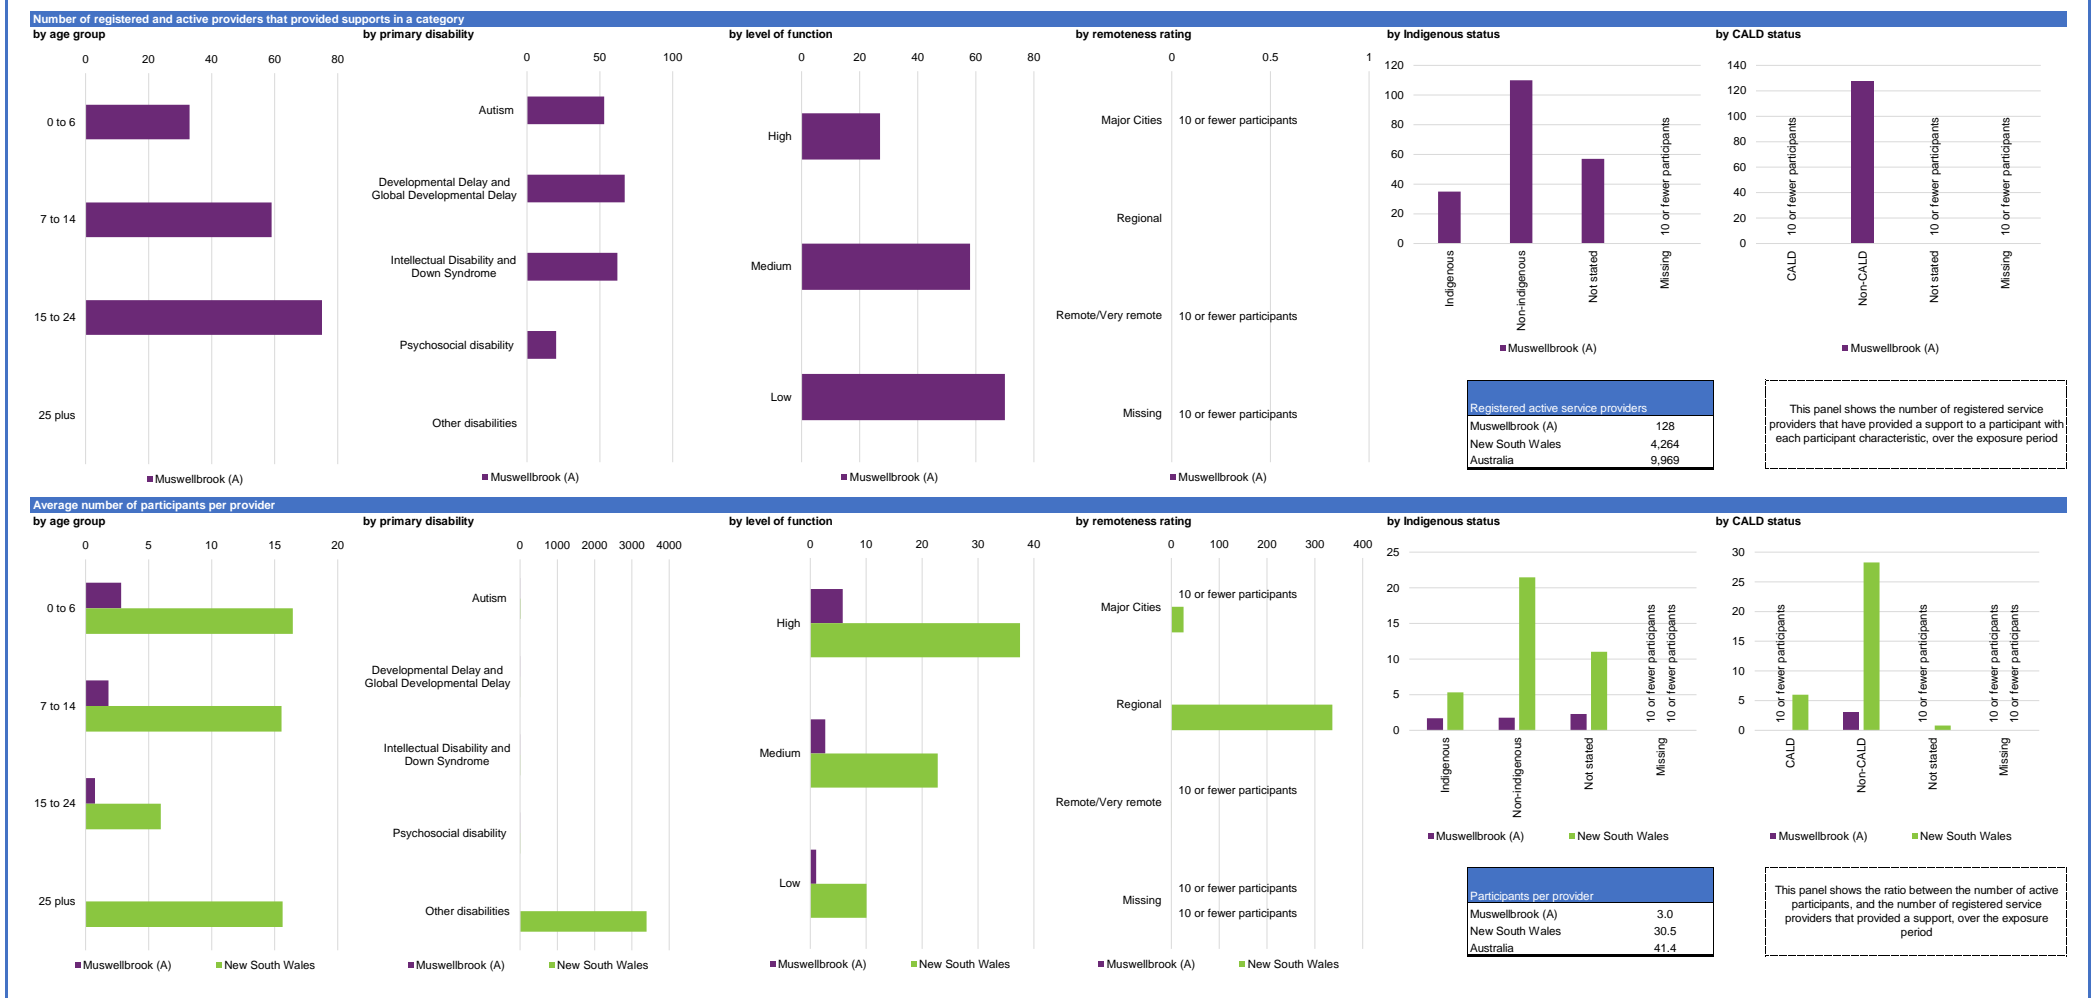 Number of registered and active providers that provided supports in a category
by age group
0 20 40 60 80
0 to 6
7 to 14
15 to 24
25 plus
Muswellbrook (A)
by primary disability
0 50 100
Autism
Developmental Delay and
Global Developmental Delay
Intellectual Disability and
Down Syndrome
Psychosocial disability
Other disabilities
Muswellbrook (A)
by level of function
0 20 40 60 80
High
Medium
Low
Muswellbrook (A)
by remoteness rating
0 0.5 1
Major Cities 10 or fewer participants
Regional
Remote/Very remote 10 or fewer participants
Missing 10 or fewer participants
Muswellbrook (A)
by Indigenous status
120
100
80
60
40
20
0
10 or fewer participants
Indigenous
Non-indigenous
Not stated
Missing
Muswellbrook (A)
by CALD status
140
120
100
80
60
40
20
0
10 or fewer participants
10 or fewer participants
10 or fewer participants
CALD
Non-CALD
Not stated
Missing
Muswellbrook (A)
Registered active service providers
Muswellbrook (A) 128
New South Wales 4,264
Australia 9,969
This panel shows the number of registered service
providers that have provided a support to a participant with
each participant characteristic, over the exposure period
Average number of participants per provider
by age group
0 5 10 15 20
0 to 6
7 to 14
15 to 24
25 plus
Muswellbrook (A) New South Wales
by primary disability
0 1000 2000 3000 4000
Autism
Developmental Delay and
Global Developmental Delay
Intellectual Disability and
Down Syndrome
Psychosocial disability
Other disabilities
Muswellbrook (A) New South Wales
by level of function
0 10 20 30 40
High
Medium
Low
Muswellbrook (A) New South Wales
by remoteness rating
0 100 200 300 400
10 or fewer participants
Major Cities
Regional
10 or fewer participants
Remote/Very remote
10 or fewer participants
Missing
10 or fewer participants
Muswellbrook (A) New South Wales
by Indigenous status
25
20
15
10
5
0
10 or fewer participants
10 or fewer participants
Indigenous
Non-indigenous
Not stated
Missing
Muswellbrook (A) New South Wales
by CALD status
30
25
20
15
10
5
0
10 or fewer participants
10 or fewer participants
10 or fewer participants
10 or fewer participants
CALD
Non-CALD
Not stated
Missing
Muswellbrook (A) New South Wales
Participants per provider
Muswellbrook (A) 3.0
New South Wales 30.5
Australia 41.4
This panel shows the ratio between the number of active
participants, and the number of registered service
providers that provided a support, over the exposure
period